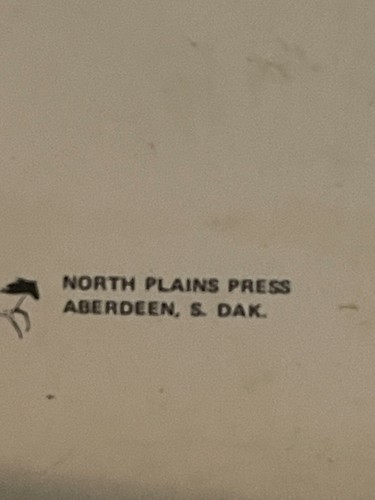 NORTH PLAINS PRESS
ABERDEEN, S. DAK.